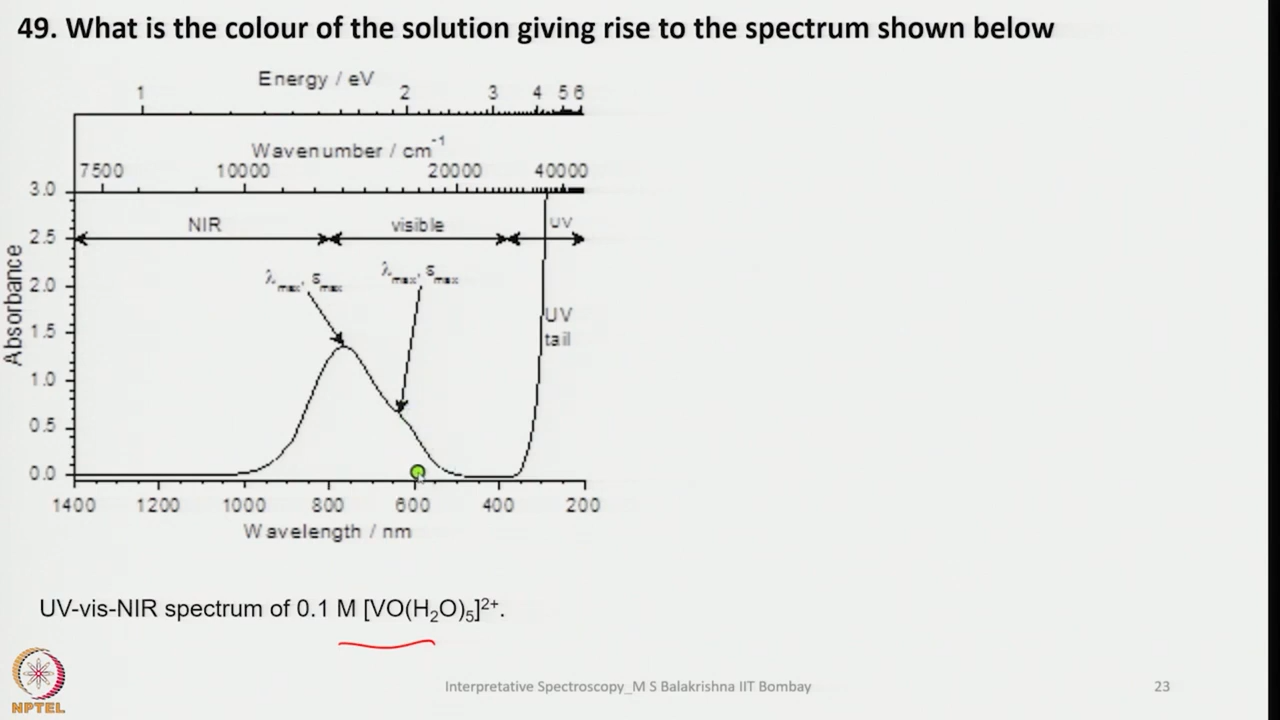 49. What is the colour of the solution giving rise to the spectrum shown below
Energy / eV
1 2 3 4 5 6
Wavenumber / cm⁻¹
7500 10000 20000 40000
3.0
NIR visible UV
2.5
λmax, εmax λmax, εmax
2.0
UV
tail
1.5
1.0
0.5
0.0
Absorbance
1400 1200 1000 800 600 400 200
Wavelength / nm
UV-vis-NIR spectrum of 0.1 M [VO(H₂O)₅]²⁺.
NPTEL
Interpretative Spectroscopy_M S Balakrishna IIT Bombay
23